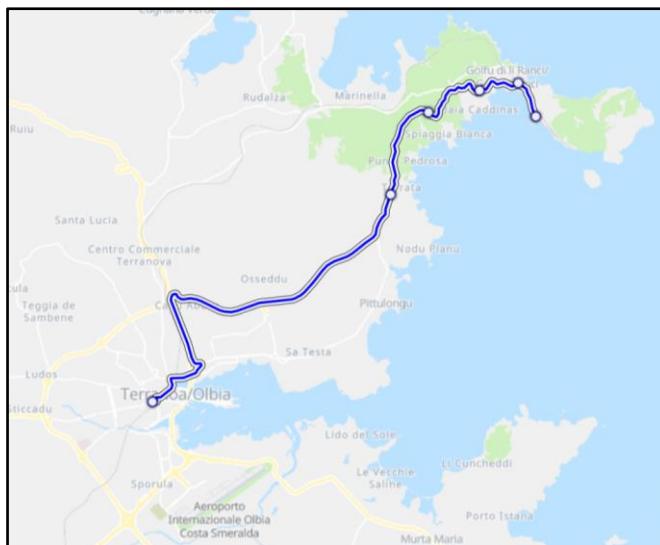 Rudalza
Marinella
Golfu di li Ranci/
Ruiu
Spiaggia Bianca
Pedrosa
Santa Lucia
Nodu Pianu
Centro Commerciale
Terranova
Osseddu
Teggia de
Sambene
Pittulongu
Sa Testa
Ludos
Terranoa/Olbia
Sticcadu
Lido del Sole
Li Cuncheddi
Le Vecchie
Saline
Sporula
Porto Istana
Aeroporto
Internazionale Olbia
Costa Smeralda
Murta Maria